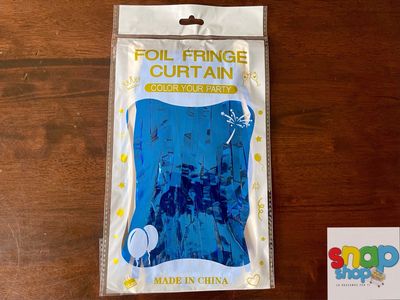 FOIL FRINGE
CURTAIN
COLOR YOUR PARTY
MADE IN CHINA
snap
shop